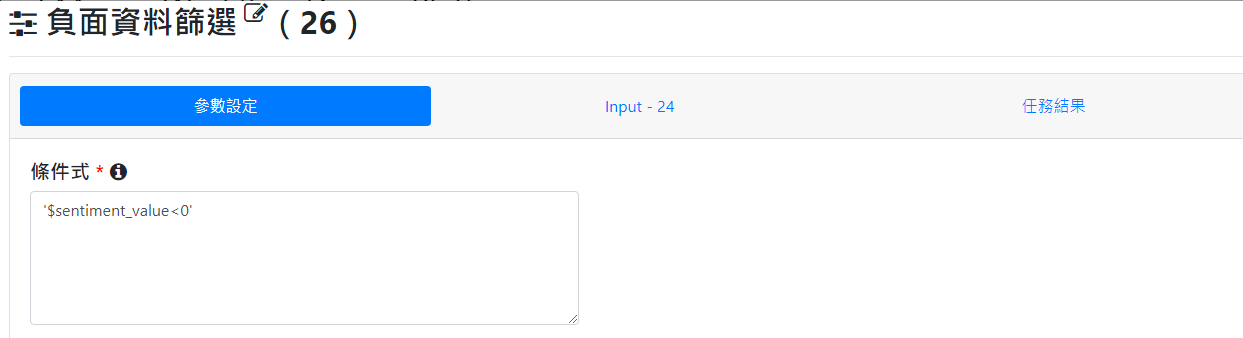 負面資料篩選 ( 26 )
參數設定 Input - 24 任務結果
條件式 *
'$sentiment_value<0'